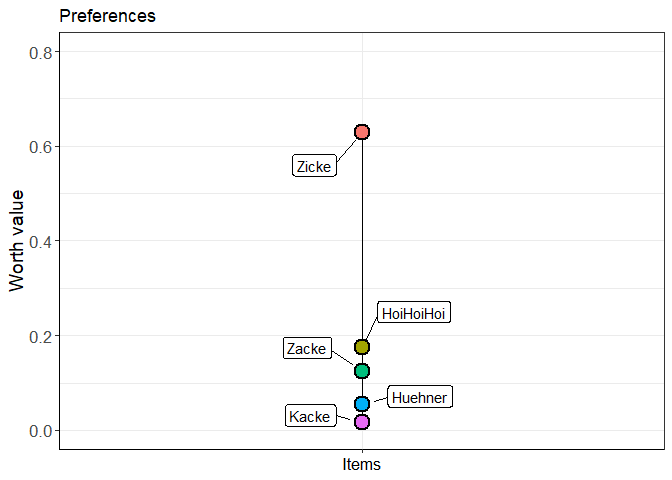 Preferences
0.8
0.6
0.4
0.2
0.0
Worth value
Zicke
HoiHoiHoi
Zacke
Huehner
Kacke
Items